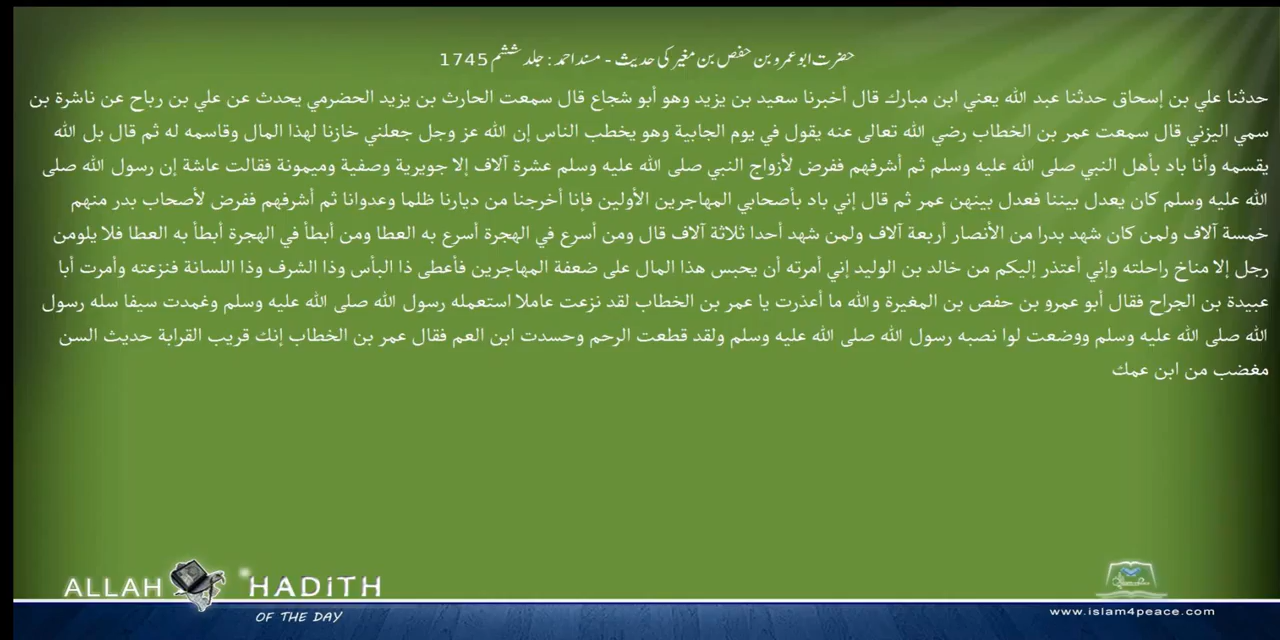 حضرت ابو عمرو بن حفص بن مغیر کی حدیث - مسند احمد : جلد ششم 1745
حدثنا علي بن إسحاق حدثنا عبد الله يعني ابن مبارك قال أخبرنا سعيد بن يزيد وهو أبو شجاع قال سمعت الحارث بن يزيد الحضرمي يحدث عن علي بن رباح عن ناشرة بن
سمي اليزني قال سمعت عمر بن الخطاب رضي الله تعالى عنه يقول في يوم الجابية وهو يخطب الناس إن الله عز وجل جعلني خازنا لهذا المال وقاسمه له ثم قال بل الله
يقسمه وأنا باد بأهل النبي صلى الله عليه وسلم ثم أشرفهم ففرض لأزواج النبي صلى الله عليه وسلم عشرة آلاف إلا جويرية وصفية وميمونة فقالت عاشة إن رسول الله صلى
الله عليه وسلم كان يعدل بيننا فعدل بينهن عمر ثم قال إني باد بأصحابي المهاجرين الأولين فإنا أخرجنا من ديارنا ظلما وعدوانا ثم أشرفهم ففرض لأصحاب بدر منهم
خمسة آلاف ولمن كان شهد بدرا من الأنصار أربعة آلاف ولمن شهد أحدا ثلاثة آلاف قال ومن أسرع في الهجرة أسرع به العطا ومن أبطأ في الهجرة أبطأ به العطا فلا يلومن
رجل إلا مناخ راحلته وإني أعتذر إليكم من خالد بن الوليد إني أمرته أن يحبس هذا المال على ضعفة المهاجرين فأعطى ذا البأس وذا الشرف وذا اللسانة فنزعته وأمرت أبا
عبيدة بن الجراح فقال أبو عمرو بن حفص بن المغيرة والله ما أعذرت يا عمر بن الخطاب لقد نزعت عاملا استعمله رسول الله صلى الله عليه وسلم وغمدت سيفا سله رسول
الله صلى الله عليه وسلم ووضعت لوا نصبه رسول الله صلى الله عليه وسلم ولقد قطعت الرحم وحسدت ابن العم فقال عمر بن الخطاب إنك قريب القرابة حديث السن
مغضب من ابن عمك
ALLAH HADiTH
OF THE DAY
www.islam4peace.com